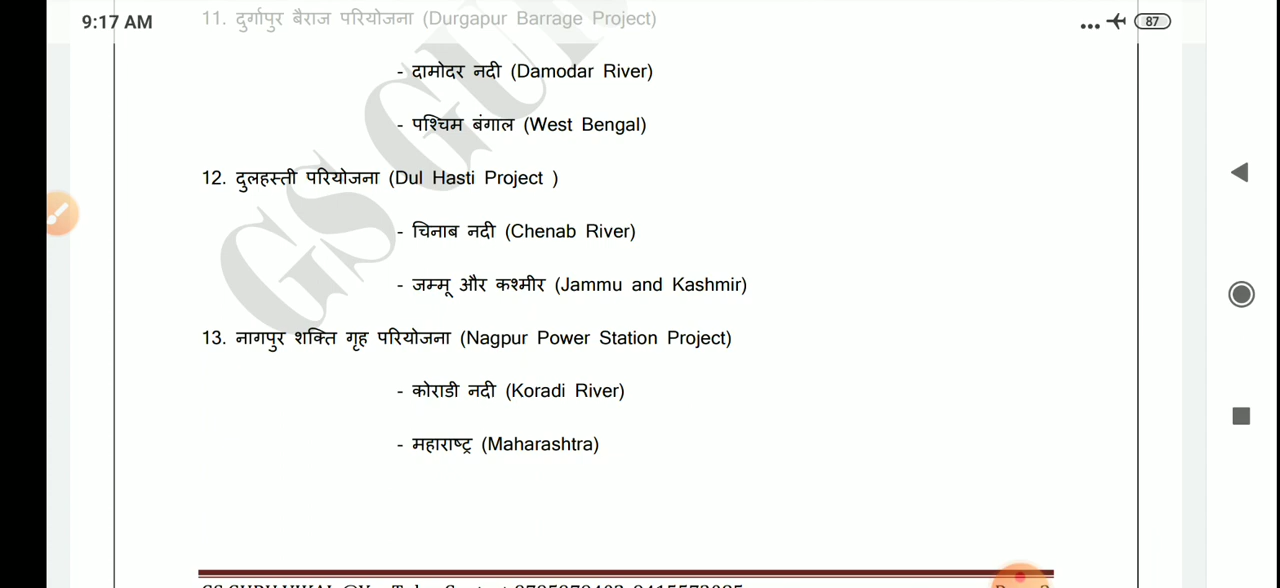 9:17 AM
87
11. दुर्गापुर बैराज परियोजना (Durgapur Barrage Project)
- दामोदर नदी (Damodar River)
- पश्चिम बंगाल (West Bengal)
12. दुलहस्ती परियोजना (Dul Hasti Project )
- चिनाब नदी (Chenab River)
- जम्मू और कश्मीर (Jammu and Kashmir)
13. नागपुर शक्ति गृह परियोजना (Nagpur Power Station Project)
- कोराडी नदी (Koradi River)
- महाराष्ट्र (Maharashtra)
GS GURU